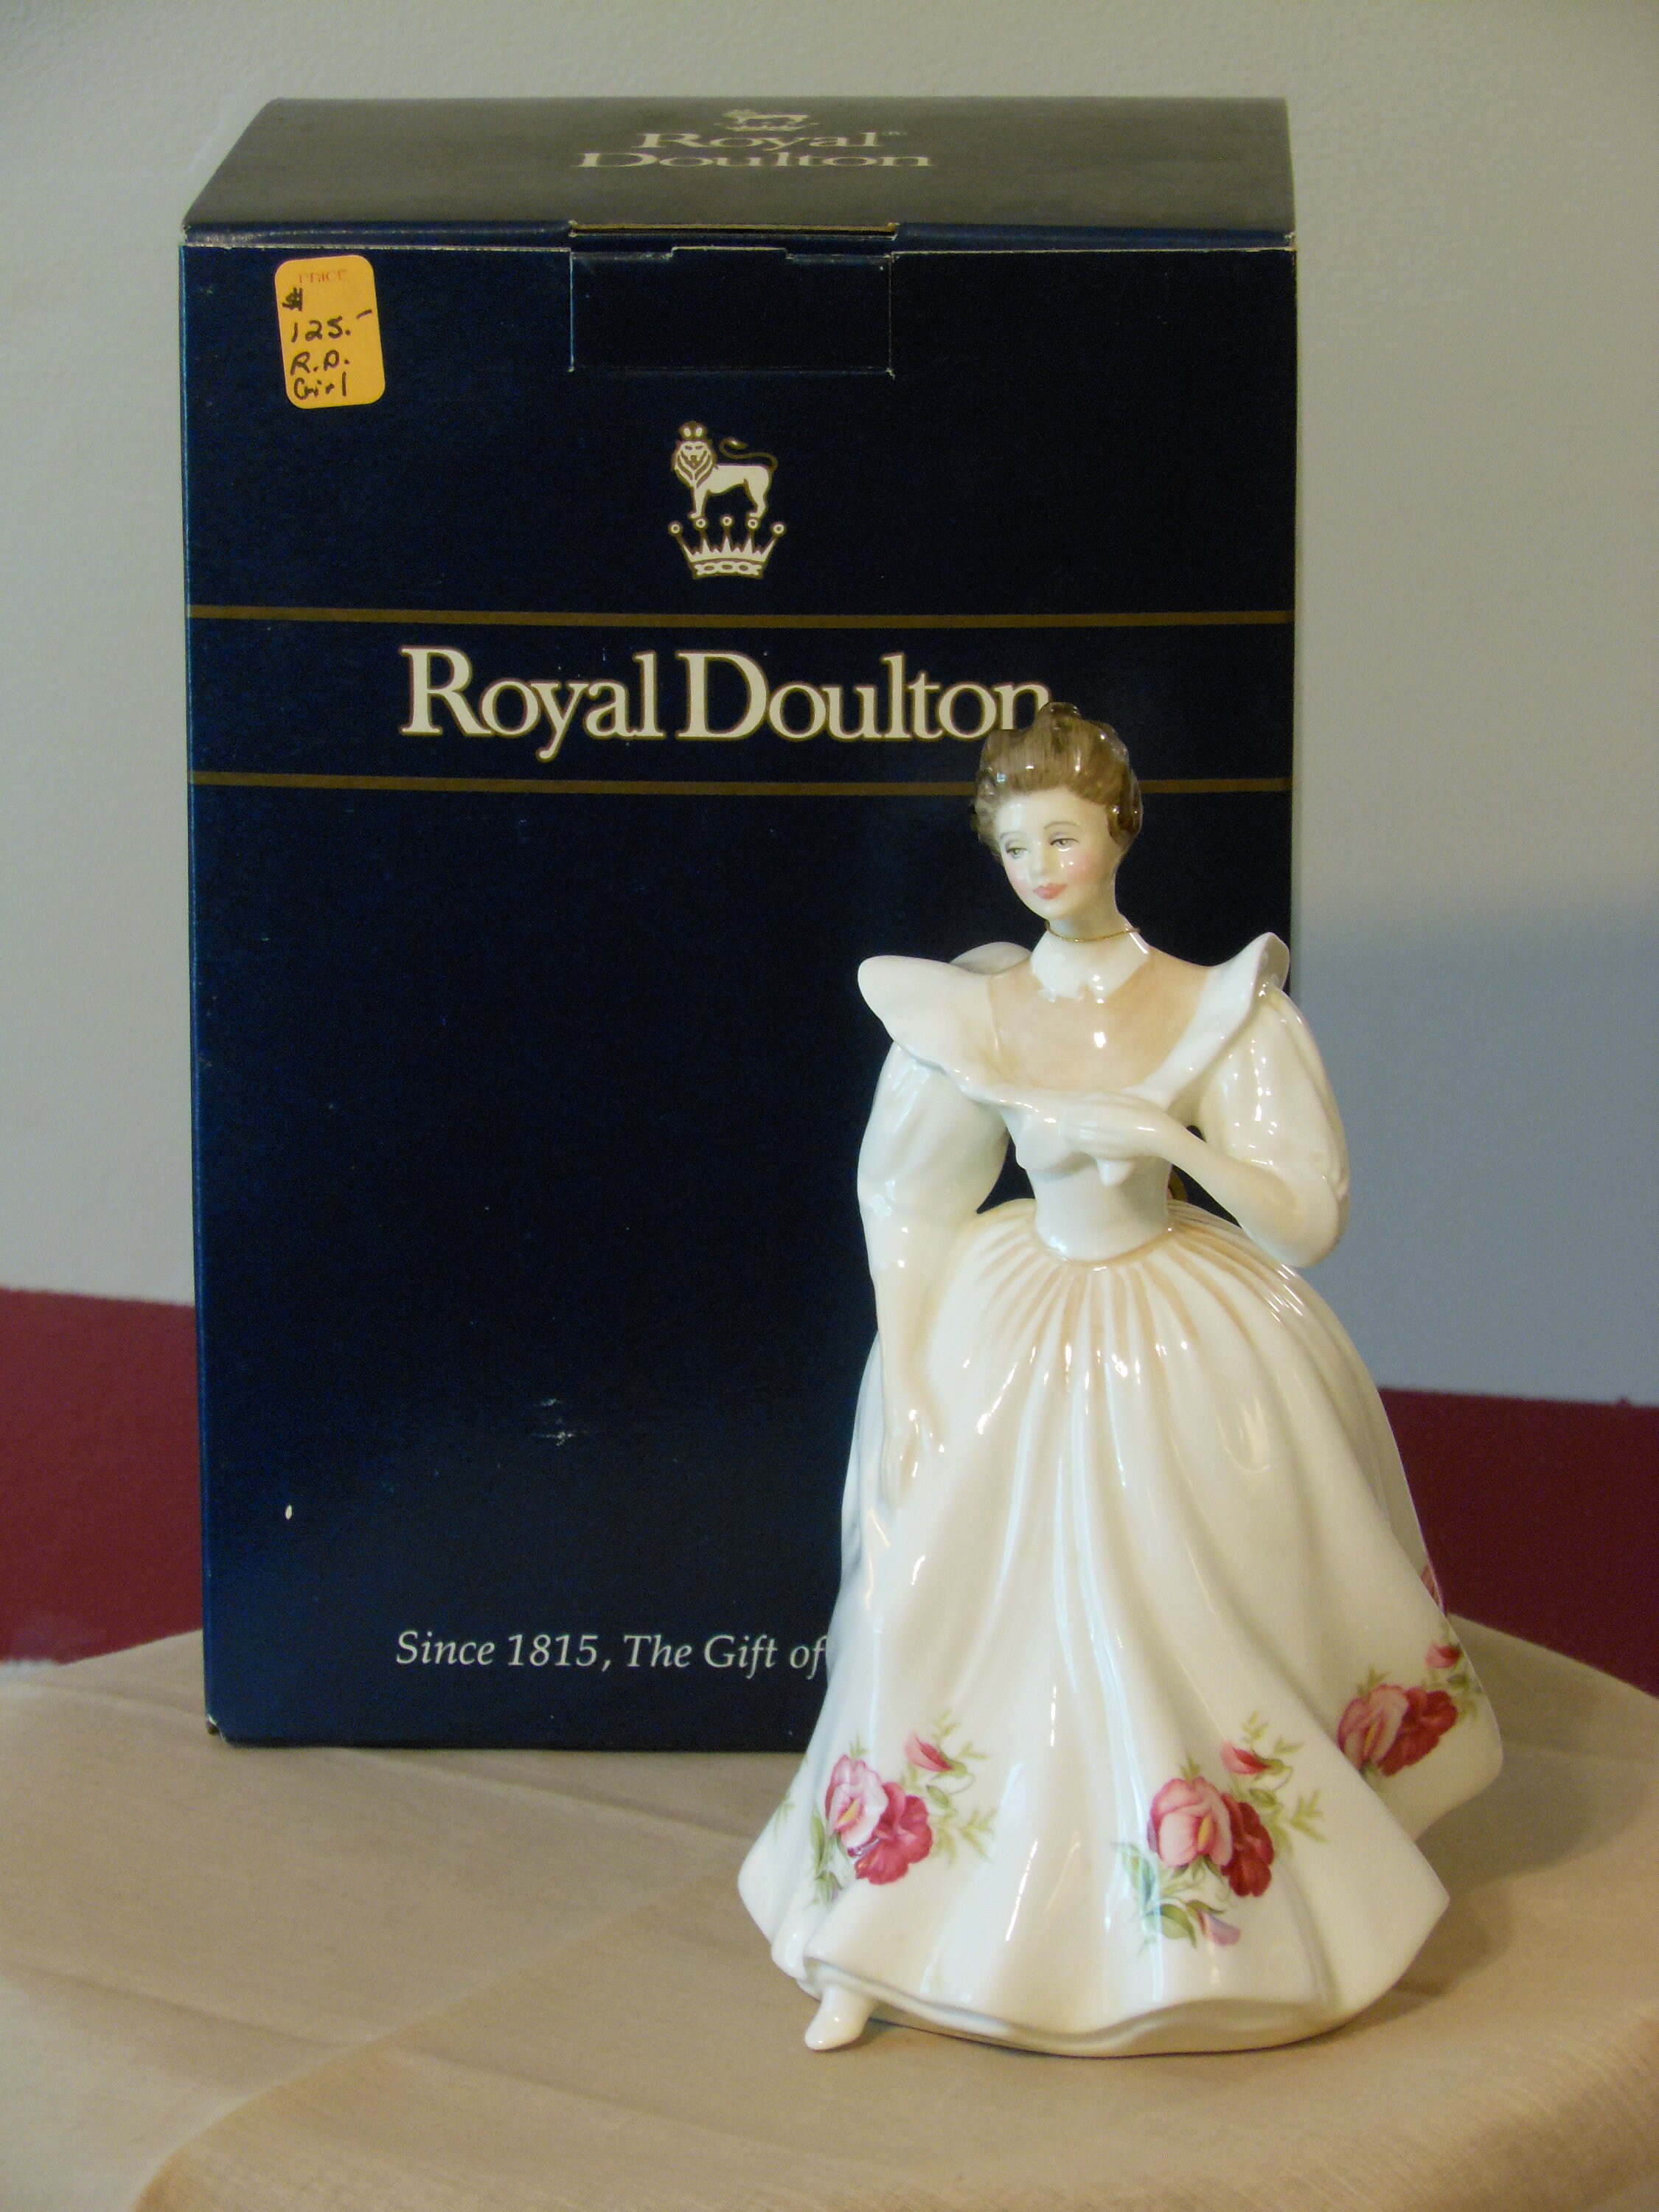 Royal®
Doulton
PRICE
$
125.-
R.D.
Girl
Royal Doulton
Since 1815, The Gift of